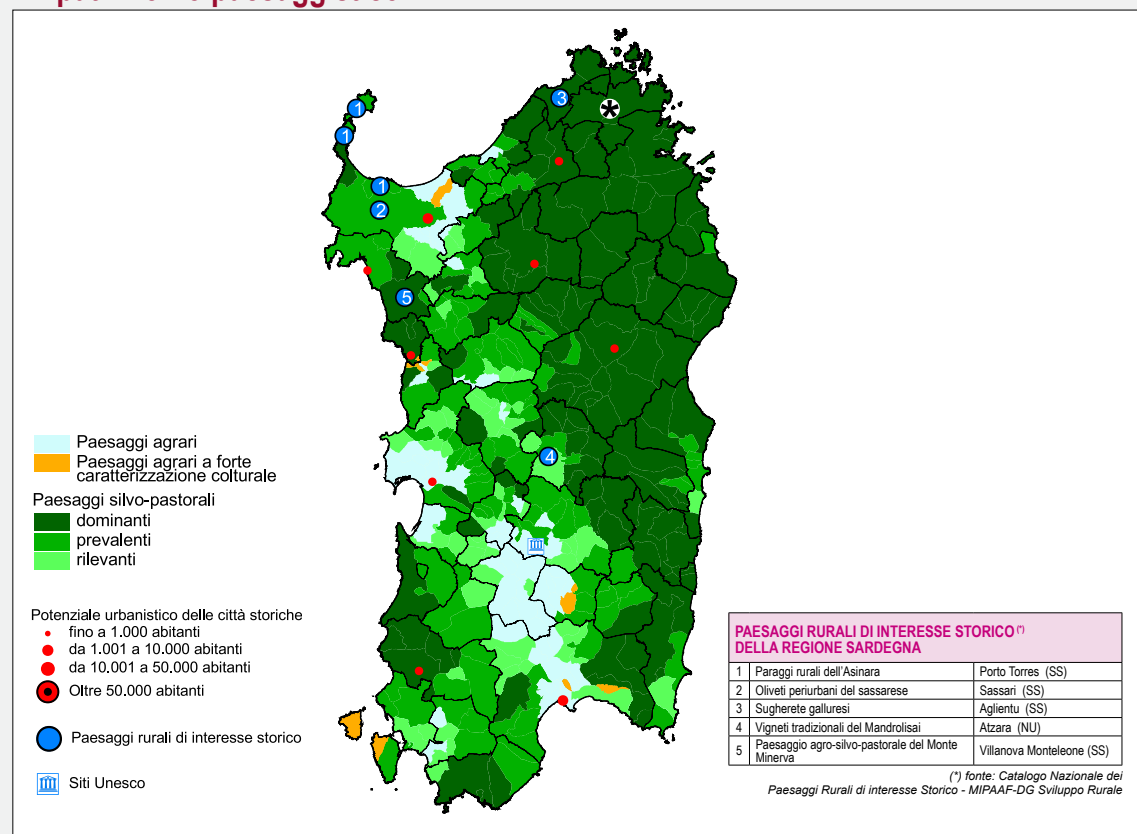 1
3
*
1
1
2
5
4
Paesaggi agrari
Paesaggi agrari a forte
caratterizzazione colturale
Paesaggi silvo-pastorali
dominanti
prevalenti
rilevanti
Potenziale urbanistico delle città storiche
fino a 1.000 abitanti
da 1.001 a 10.000 abitanti
da 10.001 a 50.000 abitanti
Oltre 50.000 abitanti
Paesaggi rurali di interesse storico
Siti Unesco
PAESAGGI RURALI DI INTERESSE STORICO (*)
DELLA REGIONE SARDEGNA
1 Paraggi rurali dell'Asinara Porto Torres (SS)
2 Oliveti periurbani del sassarese Sassari (SS)
3 Sugherete galluresi Aglientu (SS)
4 Vigneti tradizionali del Mandrolisai Atzara (NU)
5 Paesaggio agro-silvo-pastorale del Monte
Minerva Villanova Monteleone (SS)
(*) fonte: Catalogo Nazionale dei
Paesaggi Rurali di interesse Storico - MIPAAF-DG Sviluppo Rurale